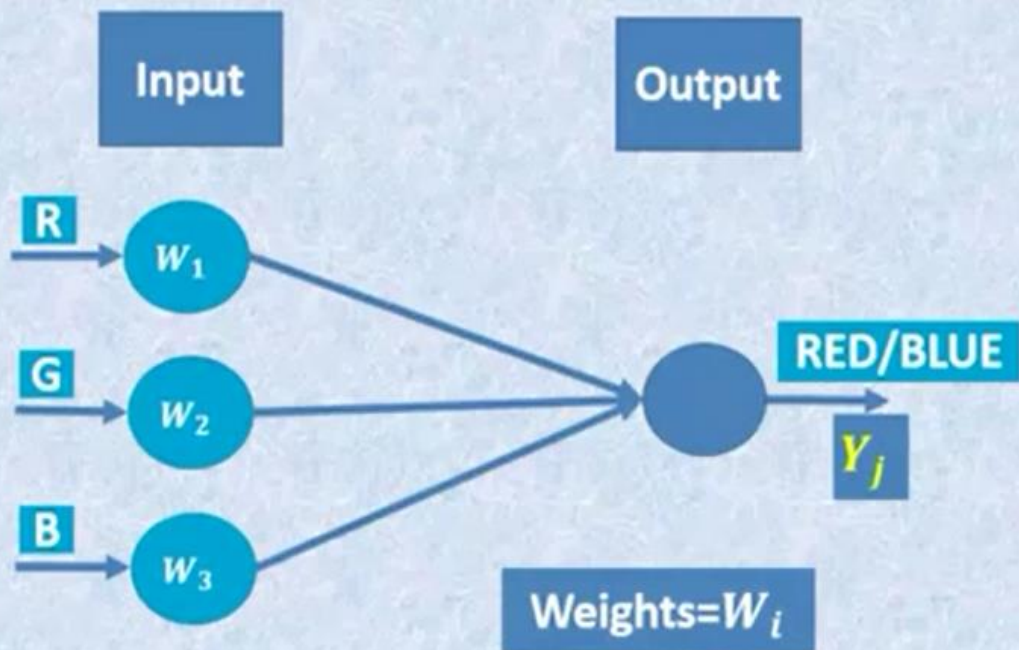 Input
Output
R
W₁
G
W₂
B
W₃
RED/BLUE
Yⱼ
Weights=Wᵢ